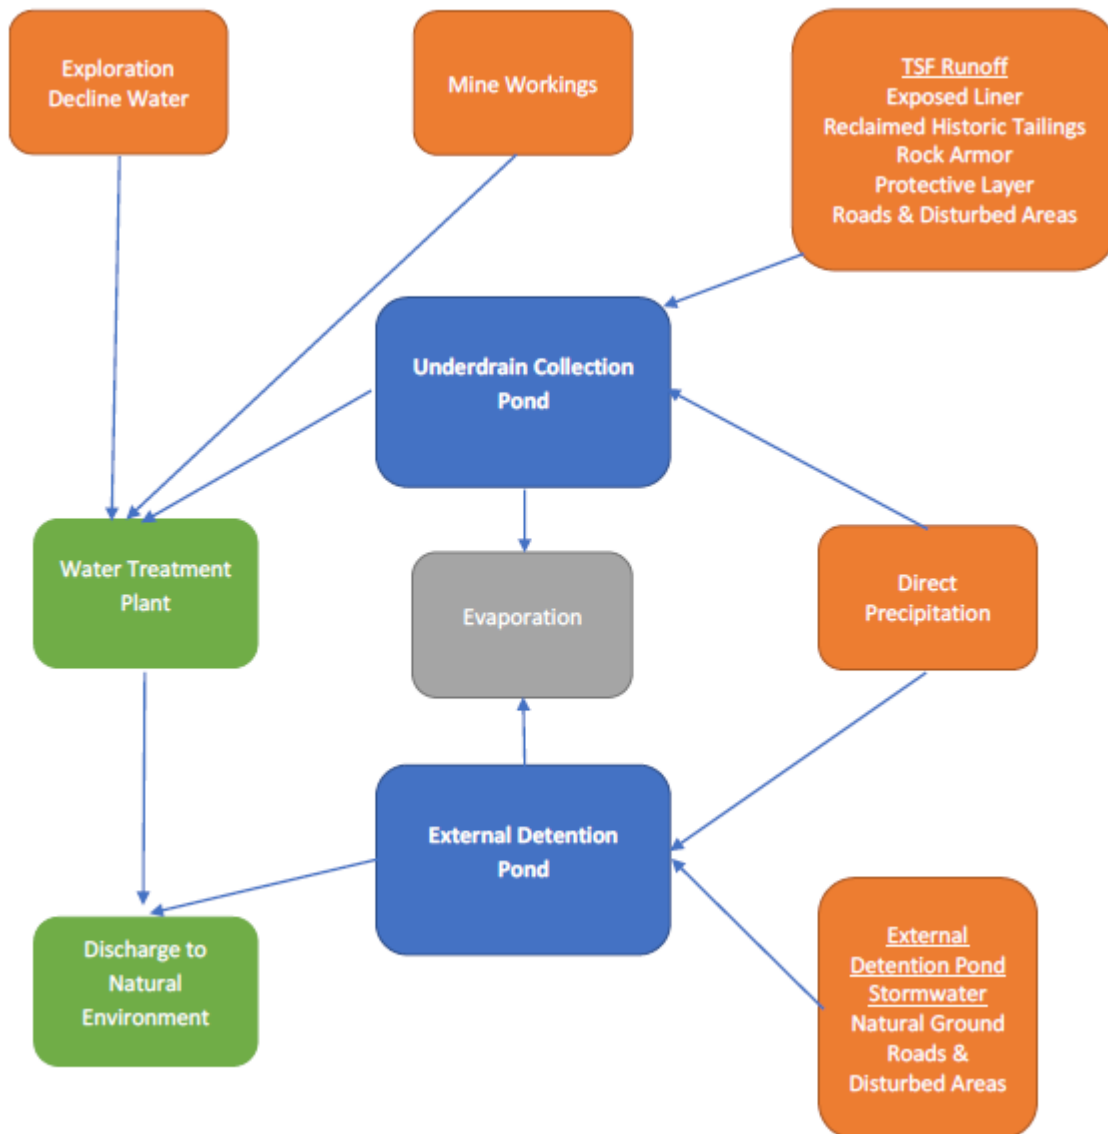 Exploration
Decline Water
Mine Workings
TSF Runoff
Exposed Liner
Reclaimed Historic Tailings
Rock Armor
Protective Layer
Roads & Disturbed Areas
Underdrain Collection
Pond
Water Treatment
Plant
Evaporation
Direct
Precipitation
External Detention
Pond
Discharge to
Natural
Environment
External
Detention Pond
Stormwater
Natural Ground
Roads &
Disturbed Areas